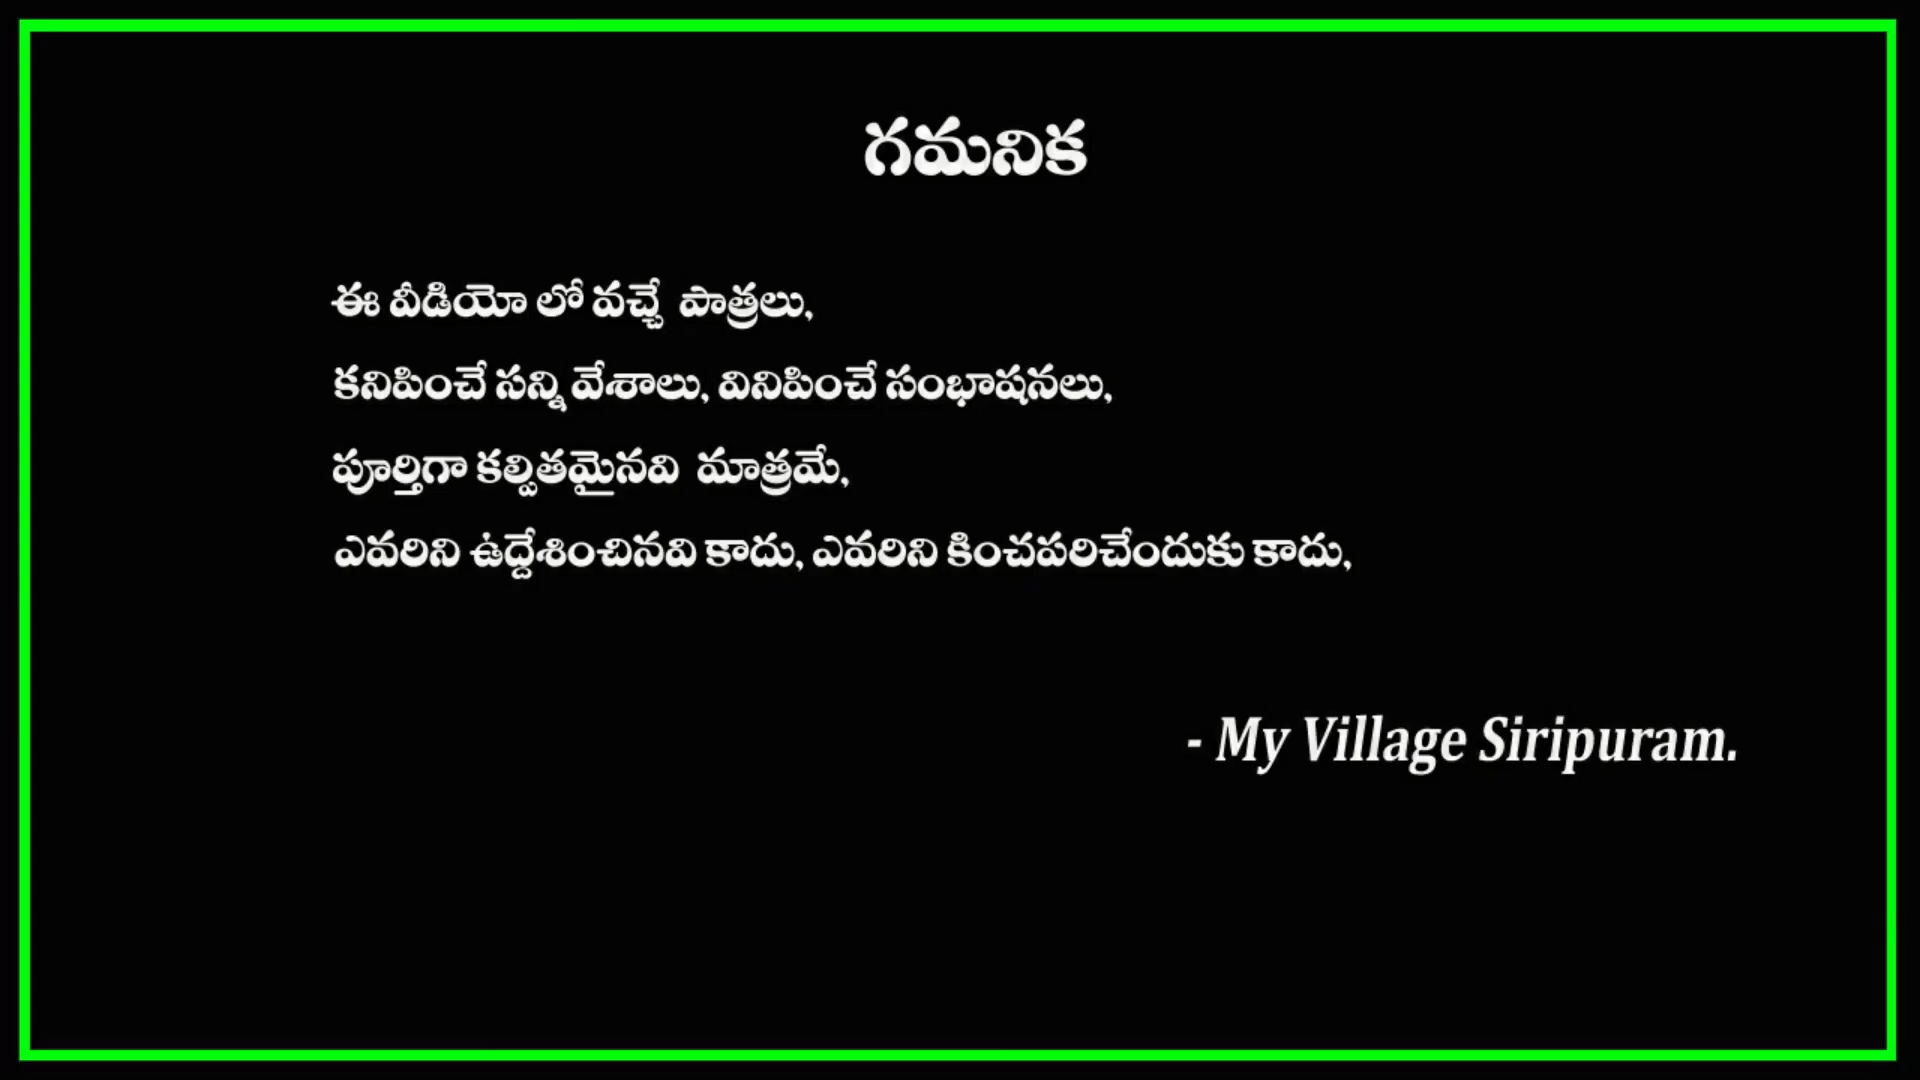 గమనిక
ఈ వీడియో లో వచ్చే పాత్రలు,
కనిపించే సన్నివేశాలు, వినిపించే సంభాషనలు,
పూర్తిగా కల్పితమైనవి మాత్రమే,
ఎవరిని ఉద్దేశించినవి కాదు, ఎవరిని కించపరిచేందుకు కాదు,
- My Village Siripuram.